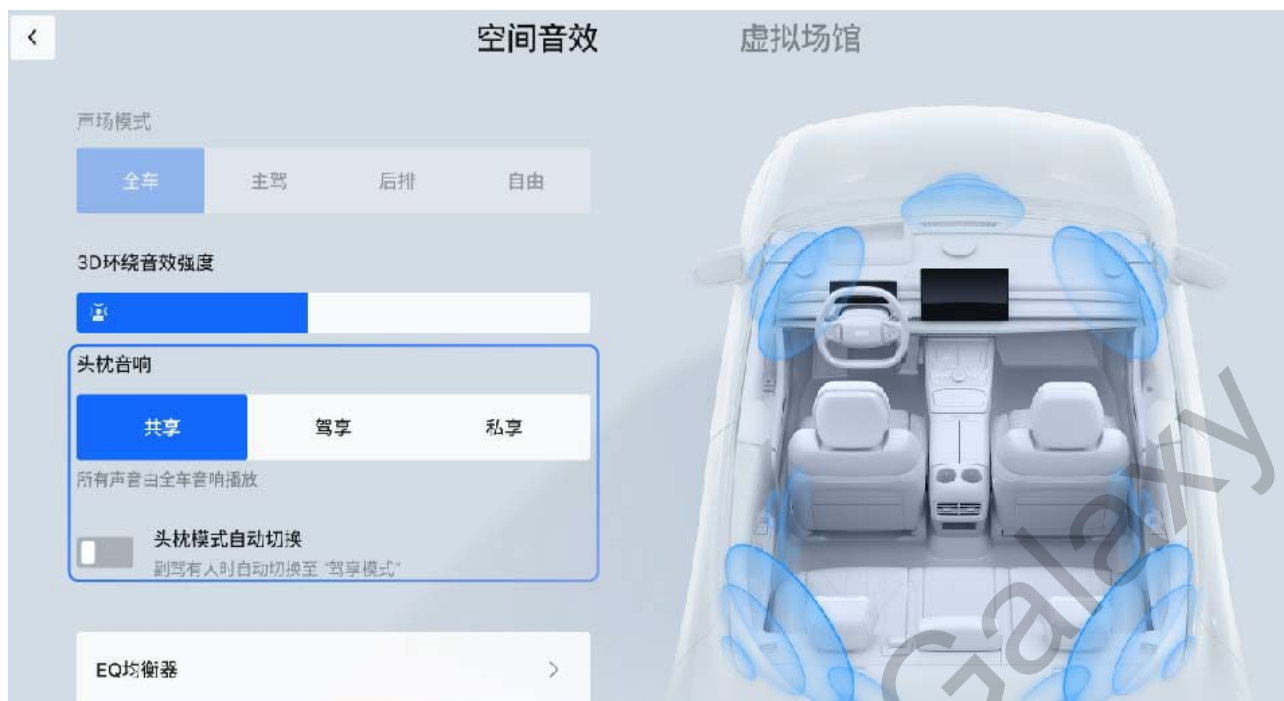 空间音效
虚拟场馆
声场模式
全车 主驾 后排 自由
3D环绕音效强度
头枕音响
共享 驾享 私享
所有声音由全车音响播放
头枕模式自动切换
副驾有人时自动切换至 “驾享模式”
EQ均衡器
Galaxy